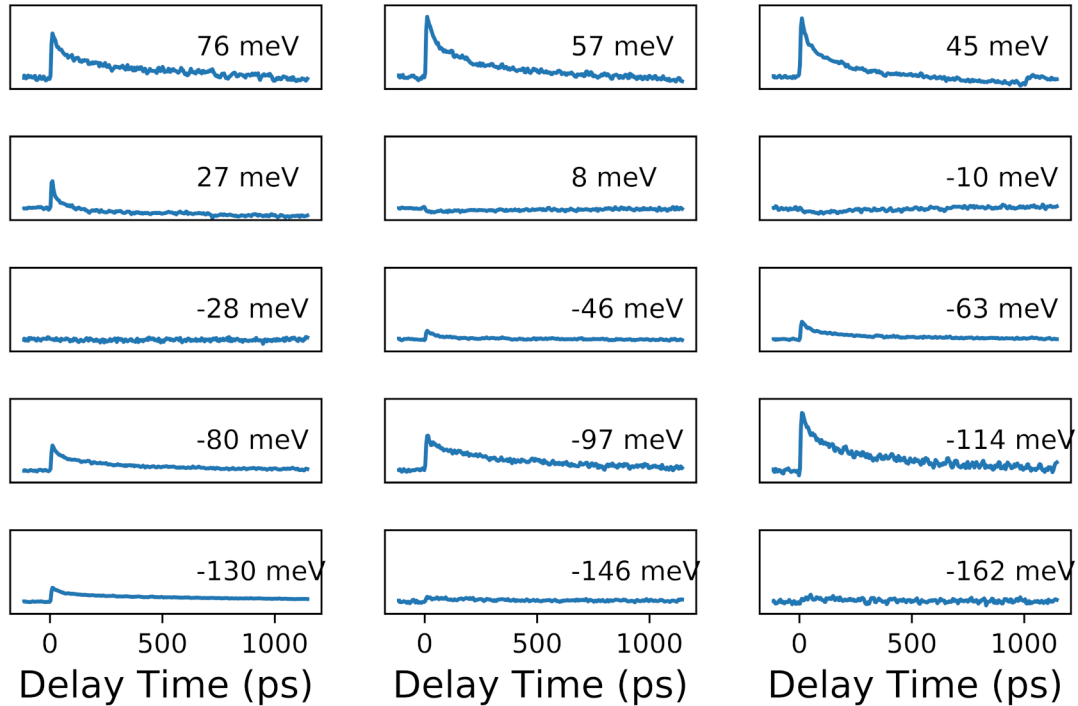 76 meV
57 meV
45 meV
27 meV
8 meV
-10 meV
-28 meV
-46 meV
-63 meV
-80 meV
-97 meV
-114 meV
-130 meV
-146 meV
-162 meV
0 500 1000
0 500 1000
0 500 1000
Delay Time (ps)
Delay Time (ps)
Delay Time (ps)